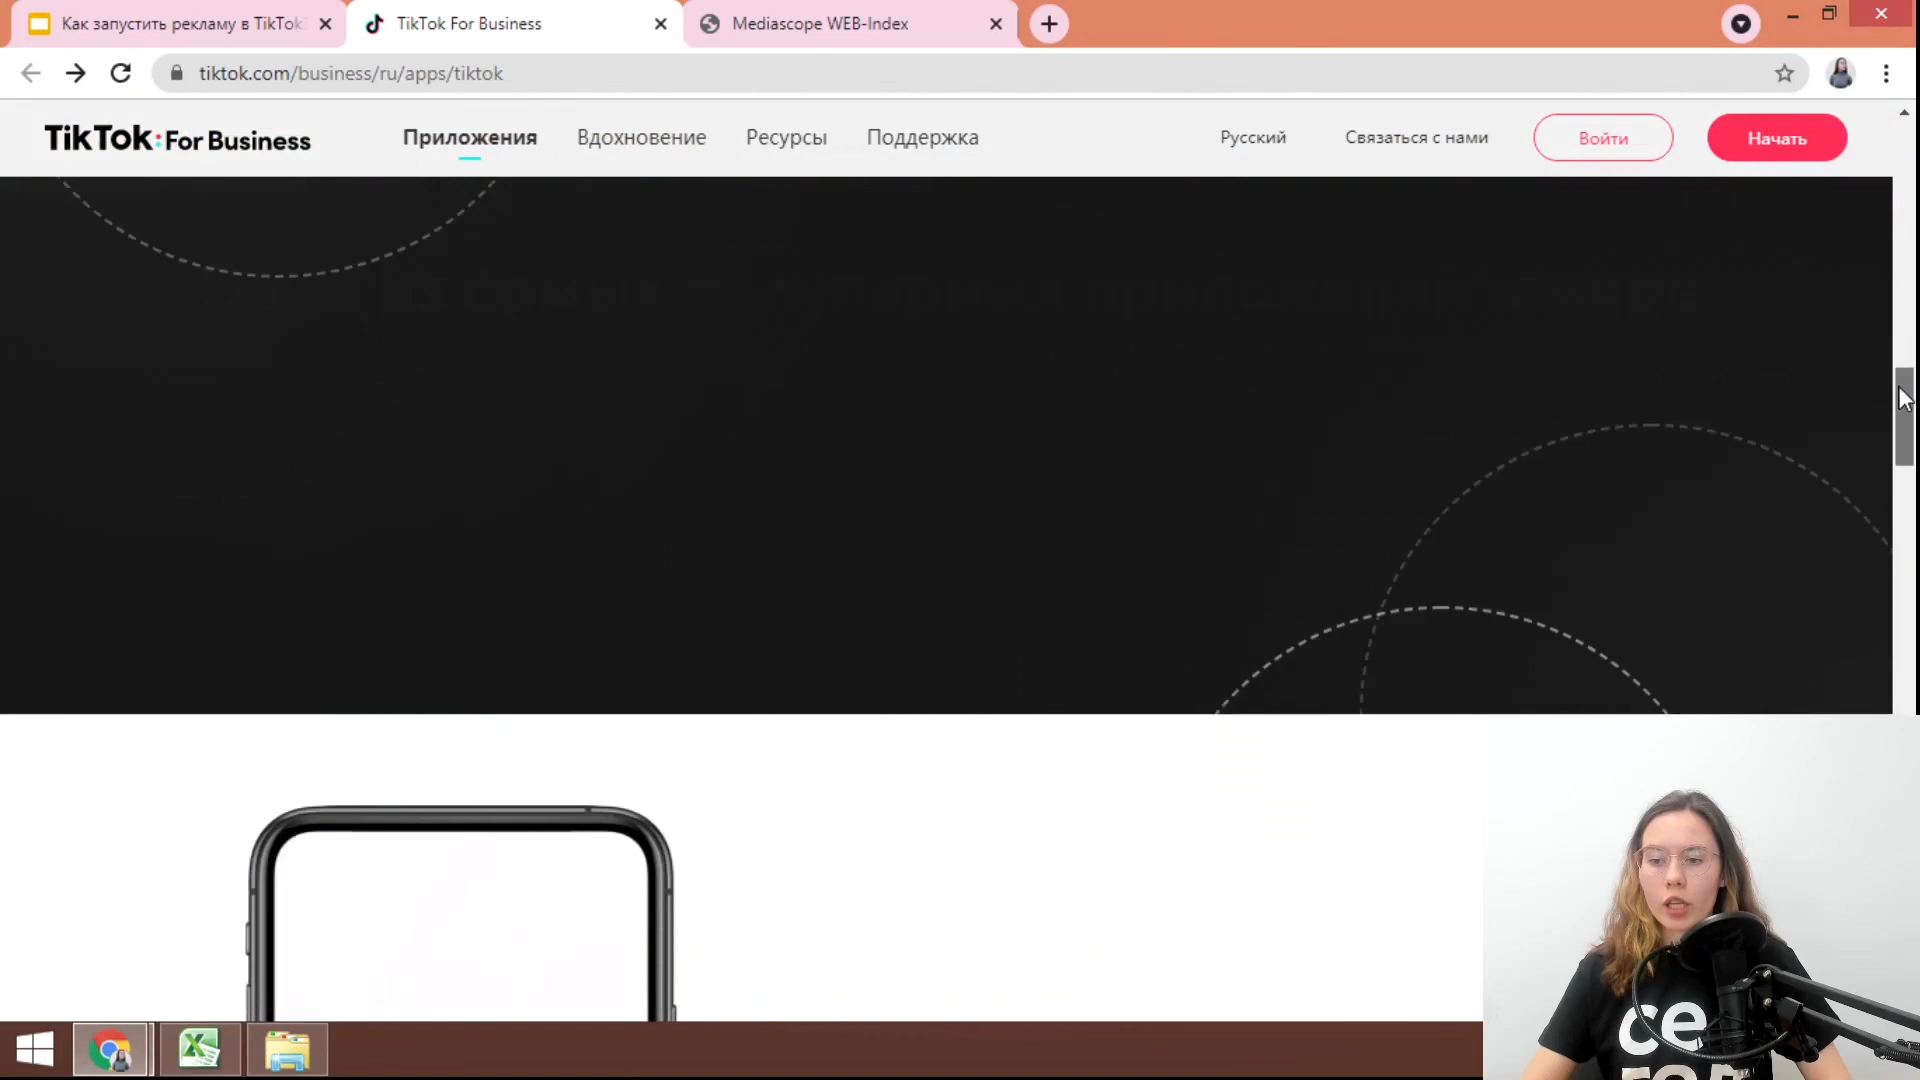 Как запустить рекламу в TikTok
TikTok For Business
Mediascope WEB-Index
tiktok.com/business/ru/apps/tiktok
TikTok: For Business
Приложения
Вдохновение
Ресурсы
Поддержка
Русский
Связаться с нами
Войти
Начать
ce